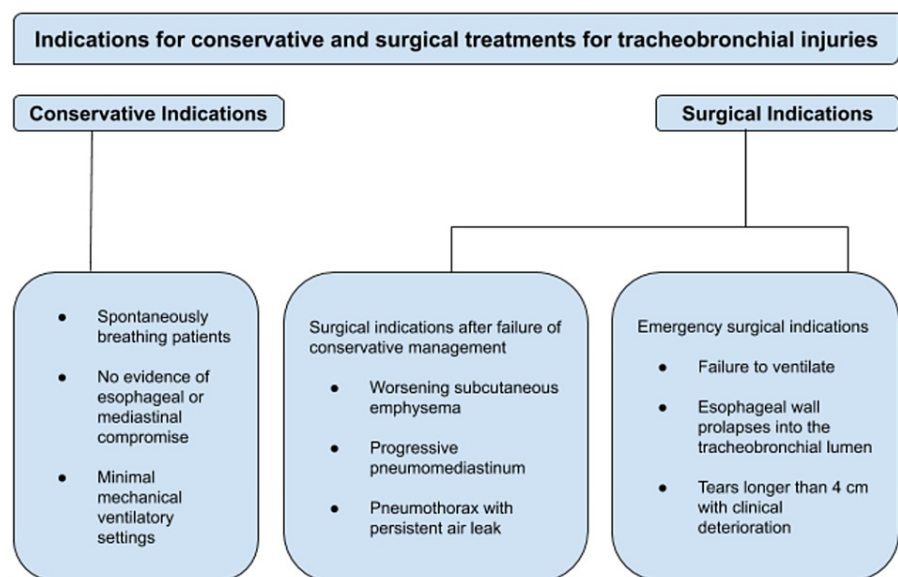 Indications for conservative and surgical treatments for tracheobronchial injuries
Conservative Indications
Surgical Indications
● Spontaneously
breathing patients
● No evidence of
esophageal or
mediastinal
compromise
● Minimal
mechanical
ventilatory
settings
Surgical indications after failure of
conservative management
● Worsening subcutaneous
emphysema
● Progressive
pneumomediastinum
● Pneumothorax with
persistent air leak
Emergency surgical indications
● Failure to ventilate
● Esophageal wall
prolapses into the
tracheobronchial lumen
● Tears longer than 4 cm
with clinical
deterioration